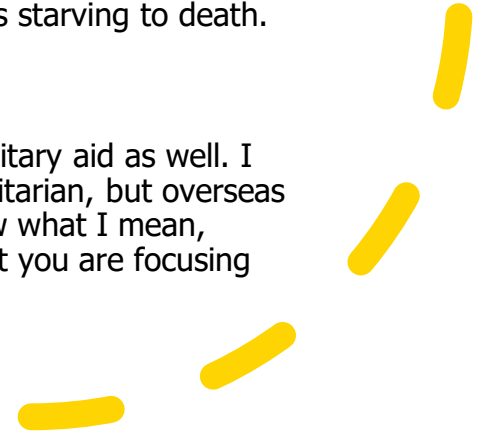 s starving to death.
itary aid as well. I
itarian, but overseas
w what I mean,
t you are focusing